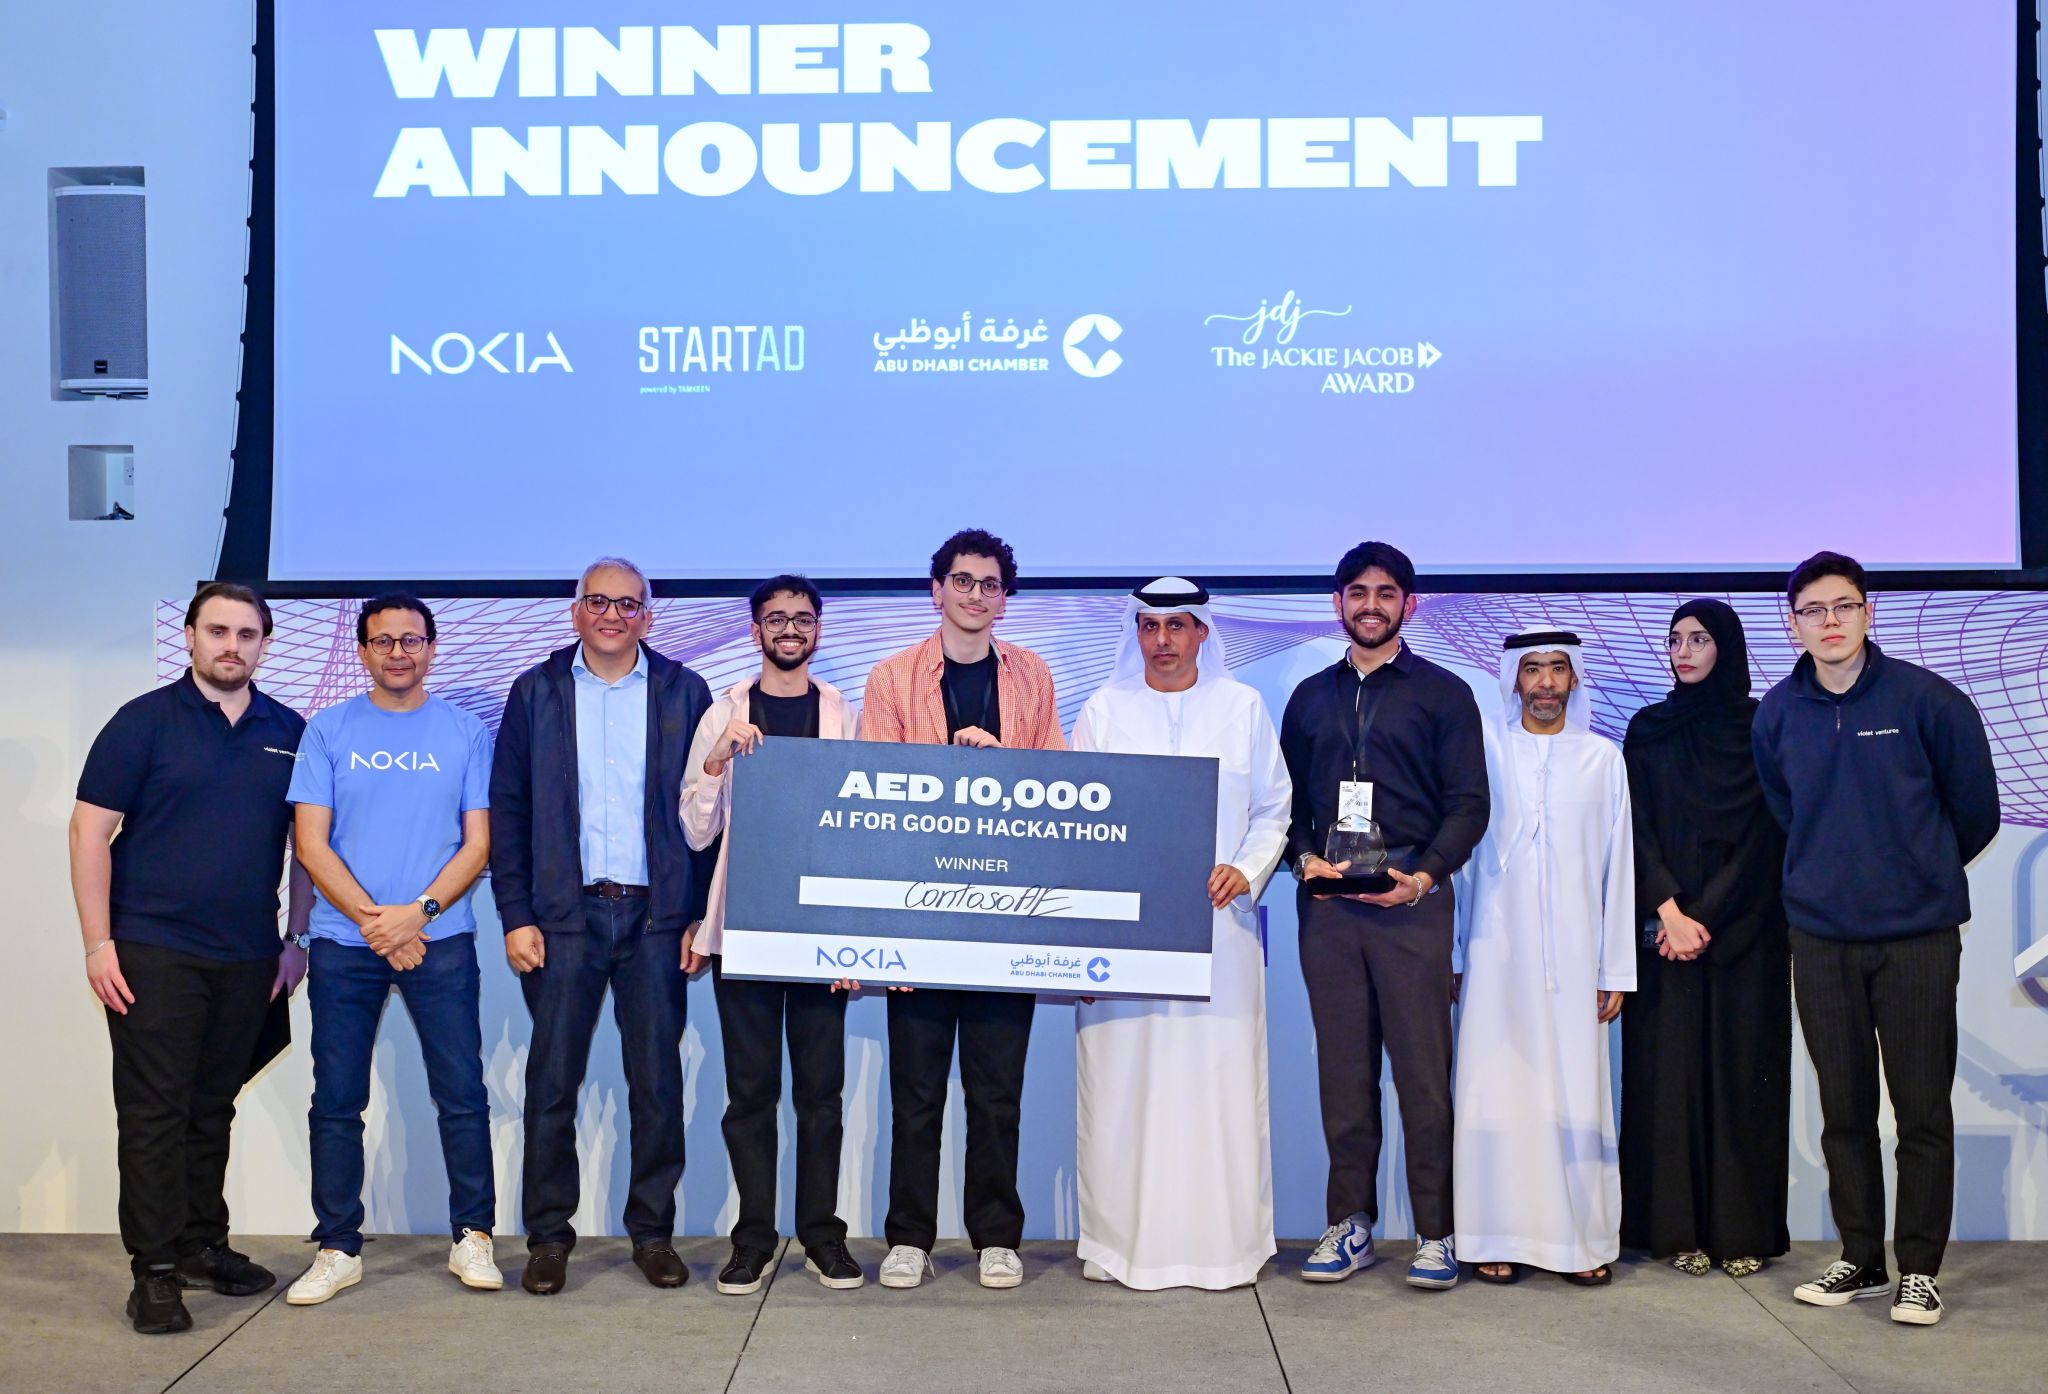 WINNER
ANNOUNCEMENT
NOKIA
STARTAD
powered by TAMKEEN
غرفة أبوظبي
ABU DHABI CHAMBER
jdj
The JACKIE JACOB
AWARD
violet ventures
NOKIA
violet ventures
AED 10,000
AI FOR GOOD HACKATHON
WINNER
ContosoAE
NOKIA
غرفة أبوظبي
ABU DHABI CHAMBER